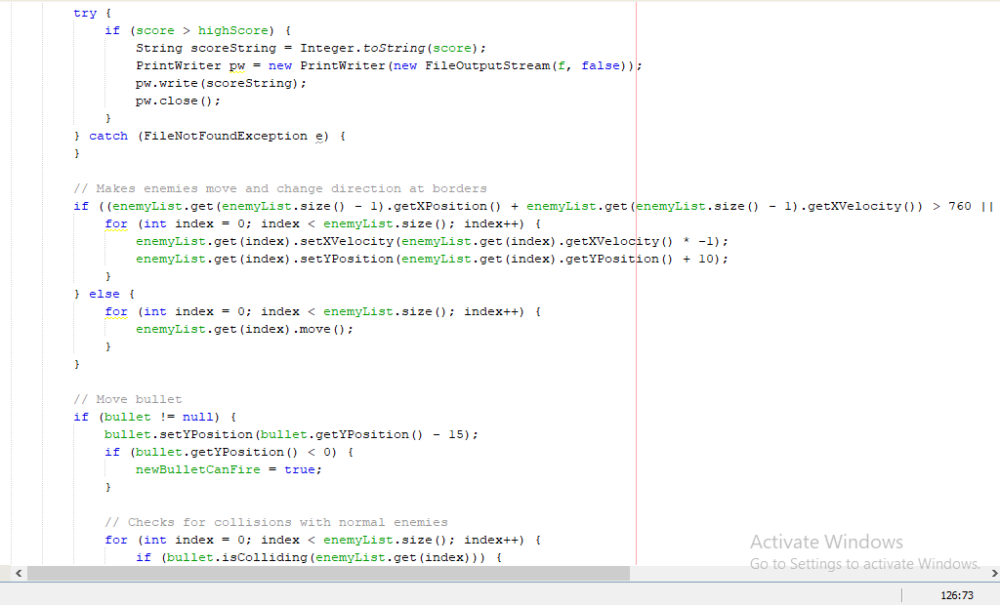 try {
if (score > highScore) {
String scoreString = Integer.toString(score);
PrintWriter pw = new PrintWriter(new FileOutputStream(f, false));
pw.write(scoreString);
pw.close();
}
} catch (FileNotFoundException e) {
}
// Makes enemies move and change direction at borders
if ((enemyList.get(enemyList.size() - 1).getXPosition() + enemyList.get(enemyList.size() - 1).getXVelocity()) > 760 ||
for (int index = 0; index < enemyList.size(); index++) {
enemyList.get(index).setXVelocity(enemyList.get(index).getXVelocity() * -1);
enemyList.get(index).setYPosition(enemyList.get(index).getYPosition() + 10);
}
} else {
for (int index = 0; index < enemyList.size(); index++) {
enemyList.get(index).move();
}
}
// Move bullet
if (bullet != null) {
bullet.setYPosition(bullet.getYPosition() - 15);
if (bullet.getYPosition() < 0) {
newBulletCanFire = true;
}
// Checks for collisions with normal enemies
for (int index = 0; index < enemyList.size(); index++) {
if (bullet.isColliding(enemyList.get(index))) {
Activate Windows
Go to Settings to activate Windows.
126:73